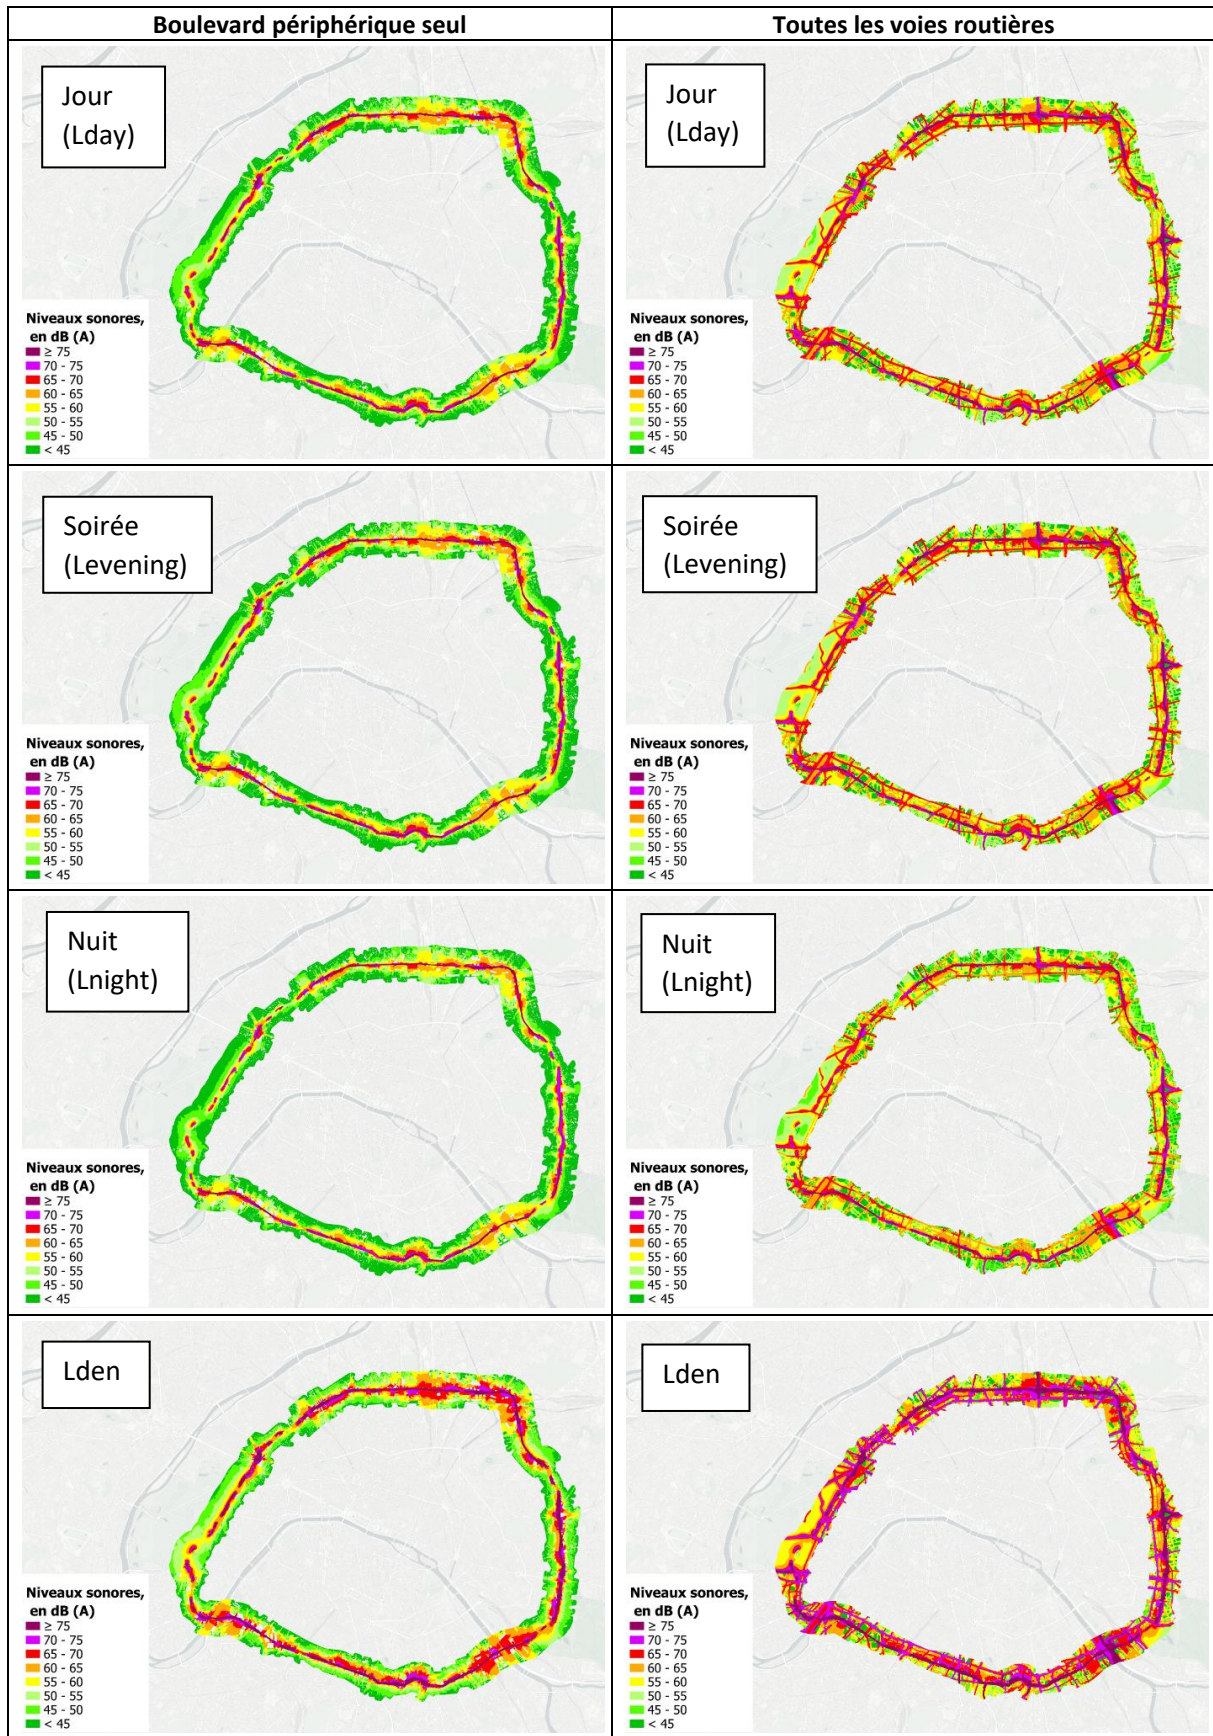 Boulevard périphérique seul
Toutes les voies routières
Jour
(Lday)
Niveaux sonores,
en dB (A)
≥ 75
70 - 75
65 - 70
60 - 65
55 - 60
50 - 55
45 - 50
< 45
Jour
(Lday)
Niveaux sonores,
en dB (A)
≥ 75
70 - 75
65 - 70
60 - 65
55 - 60
50 - 55
45 - 50
< 45
Soirée
(Levening)
Niveaux sonores,
en dB (A)
≥ 75
70 - 75
65 - 70
60 - 65
55 - 60
50 - 55
45 - 50
< 45
Soirée
(Levening)
Niveaux sonores,
en dB (A)
≥ 75
70 - 75
65 - 70
60 - 65
55 - 60
50 - 55
45 - 50
< 45
Nuit
(Lnight)
Niveaux sonores,
en dB (A)
≥ 75
70 - 75
65 - 70
60 - 65
55 - 60
50 - 55
45 - 50
< 45
Nuit
(Lnight)
Niveaux sonores,
en dB (A)
≥ 75
70 - 75
65 - 70
60 - 65
55 - 60
50 - 55
45 - 50
< 45
Lden
Niveaux sonores,
en dB (A)
≥ 75
70 - 75
65 - 70
60 - 65
55 - 60
50 - 55
45 - 50
< 45
Lden
Niveaux sonores,
en dB (A)
≥ 75
70 - 75
65 - 70
60 - 65
55 - 60
50 - 55
45 - 50
< 45